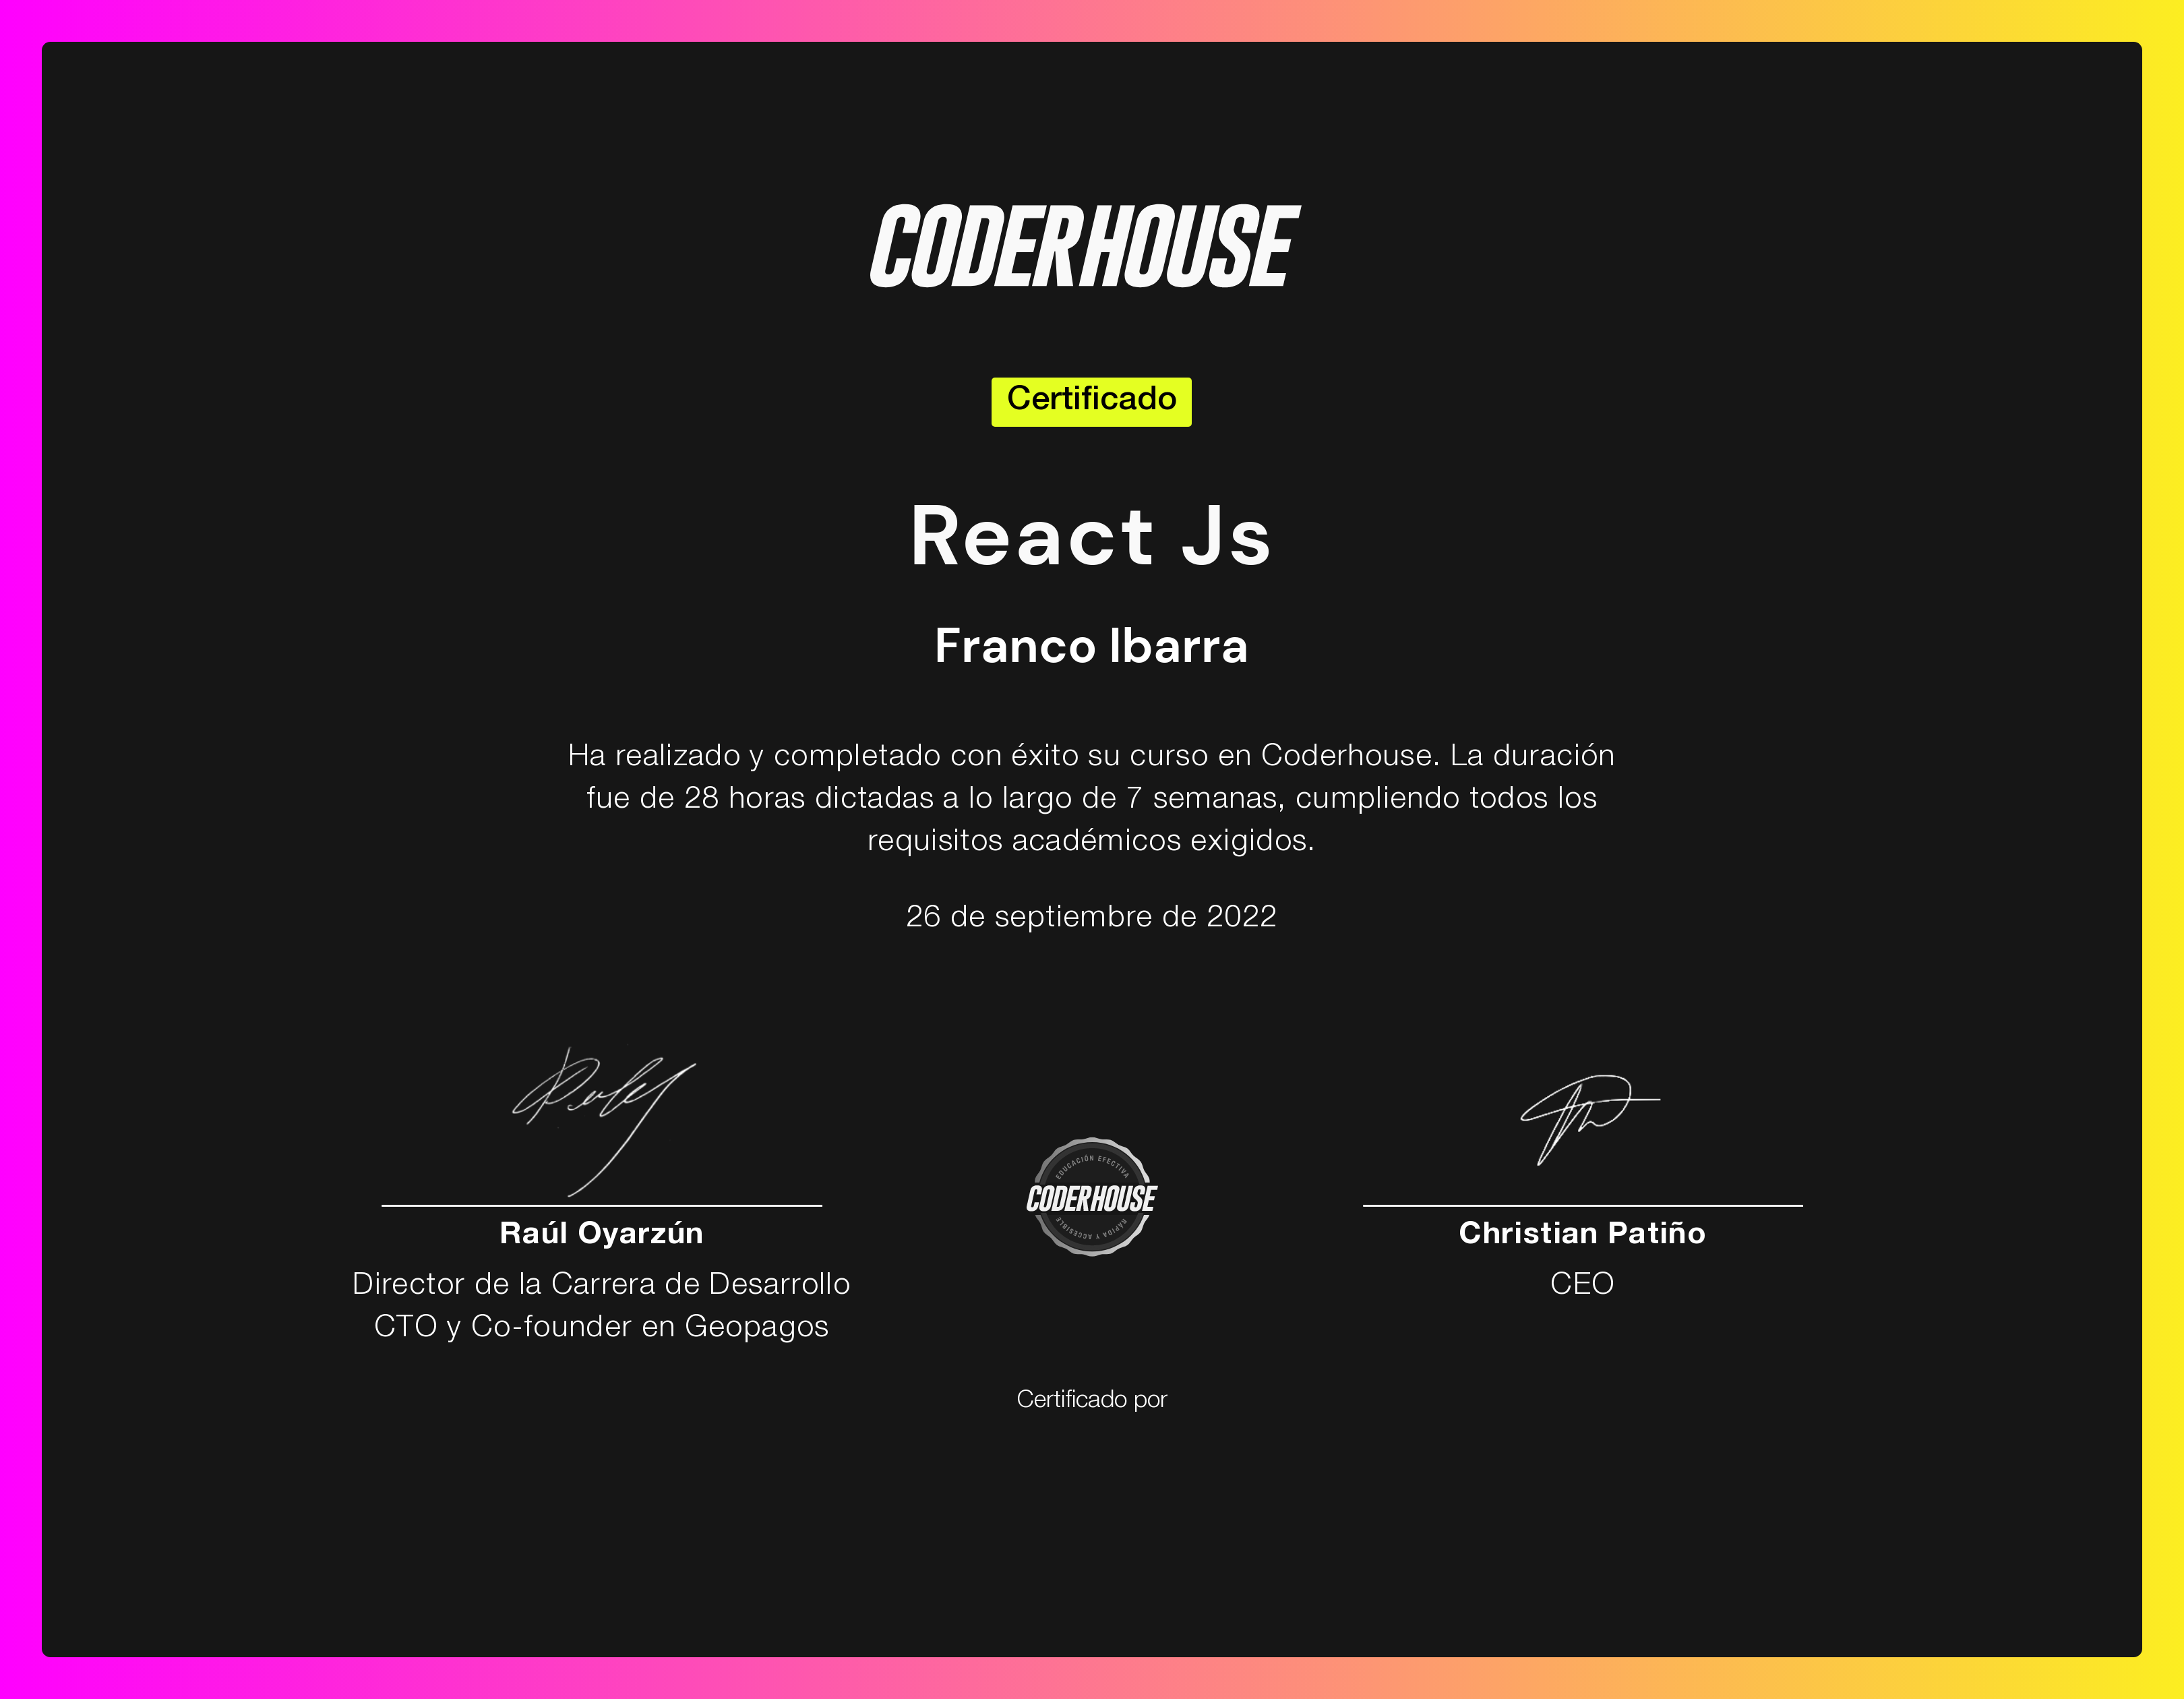 CODERHOUSE
Certificado
React Js
Franco Ibarra
Ha realizado y completado con éxito su curso en Coderhouse. La duración
fue de 28 horas dictadas a lo largo de 7 semanas, cumpliendo todos los
requisitos académicos exigidos.
26 de septiembre de 2022
EDUCACIÓN EFECTIVA
CODERHOUSE
RÁPIDA Y ACCESIBLE
Raúl Oyarzún
Director de la Carrera de Desarrollo
CTO y Co-founder en Geopagos
Christian Patiño
CEO
Certificado por